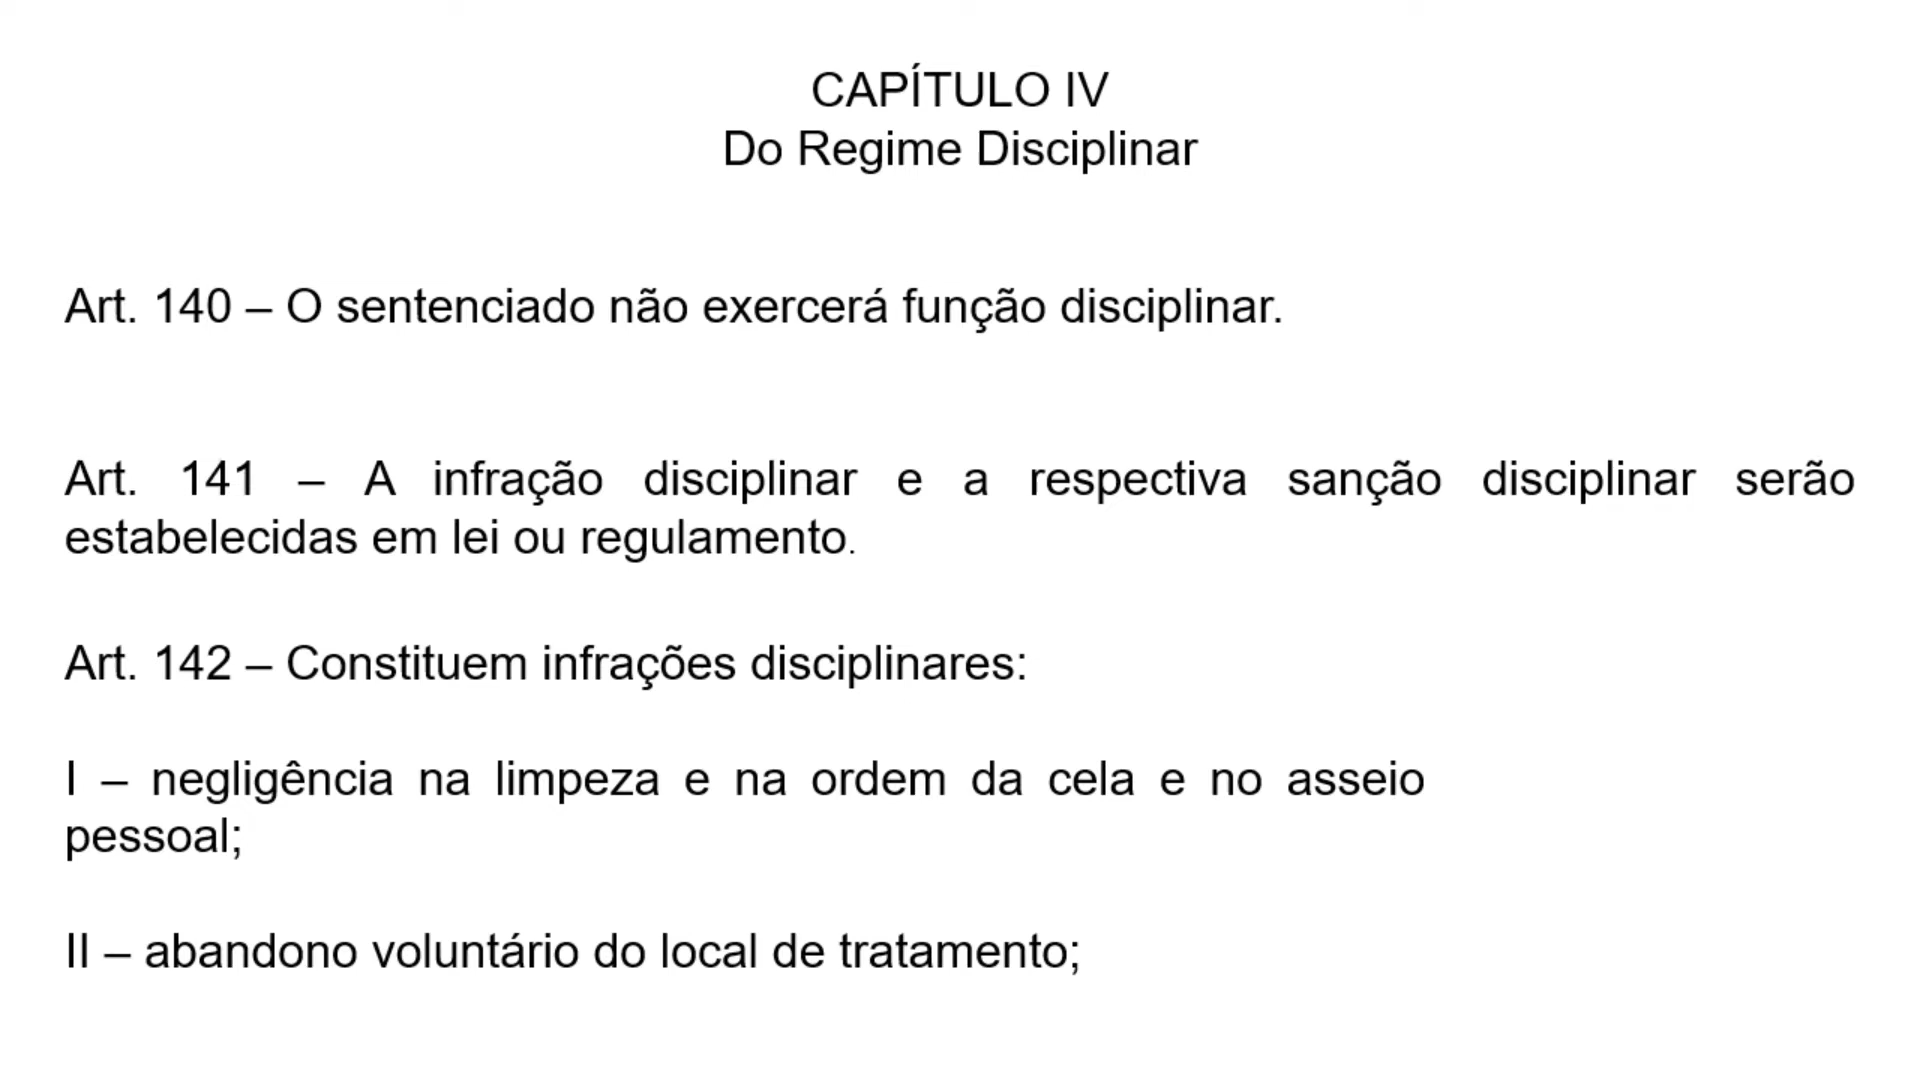 CAPÍTULO IV
Do Regime Disciplinar
Art. 140 – O sentenciado não exercerá função disciplinar.
Art. 141 – A infração disciplinar e a respectiva sanção disciplinar serão
estabelecidas em lei ou regulamento.
Art. 142 – Constituem infrações disciplinares:
I – negligência na limpeza e na ordem da cela e no asseio
pessoal;
II – abandono voluntário do local de tratamento;